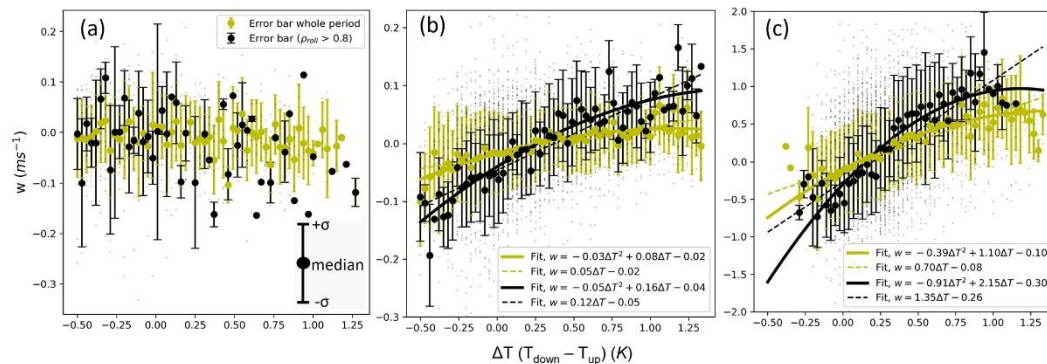 (a)
Error bar whole period
Error bar (ρroll > 0.8)
+σ
median
-σ
w (ms⁻¹)
0.2
0.1
0.0
−0.1
−0.2
−0.3
−0.50 −0.25 0.00 0.25 0.50 0.75 1.00 1.25
(b)
0.2
0.1
0.0
−0.1
−0.2
−0.3
Fit, w = −0.03ΔT² + 0.08ΔT − 0.02
Fit, w = 0.05ΔT − 0.02
Fit, w = −0.05ΔT² + 0.16ΔT − 0.04
Fit, w = 0.12ΔT − 0.05
−0.50 −0.25 0.00 0.25 0.50 0.75 1.00 1.25
(c)
2.0
1.5
1.0
0.5
0.0
−0.5
−1.0
−1.5
−2.0
Fit, w = −0.39ΔT² + 1.10ΔT − 0.10
Fit, w = 0.70ΔT − 0.08
Fit, w = −0.91ΔT² + 2.15ΔT − 0.30
Fit, w = 1.35ΔT − 0.26
−0.50 −0.25 0.00 0.25 0.50 0.75 1.00 1.25
ΔT (Tdown − Tup) (K)